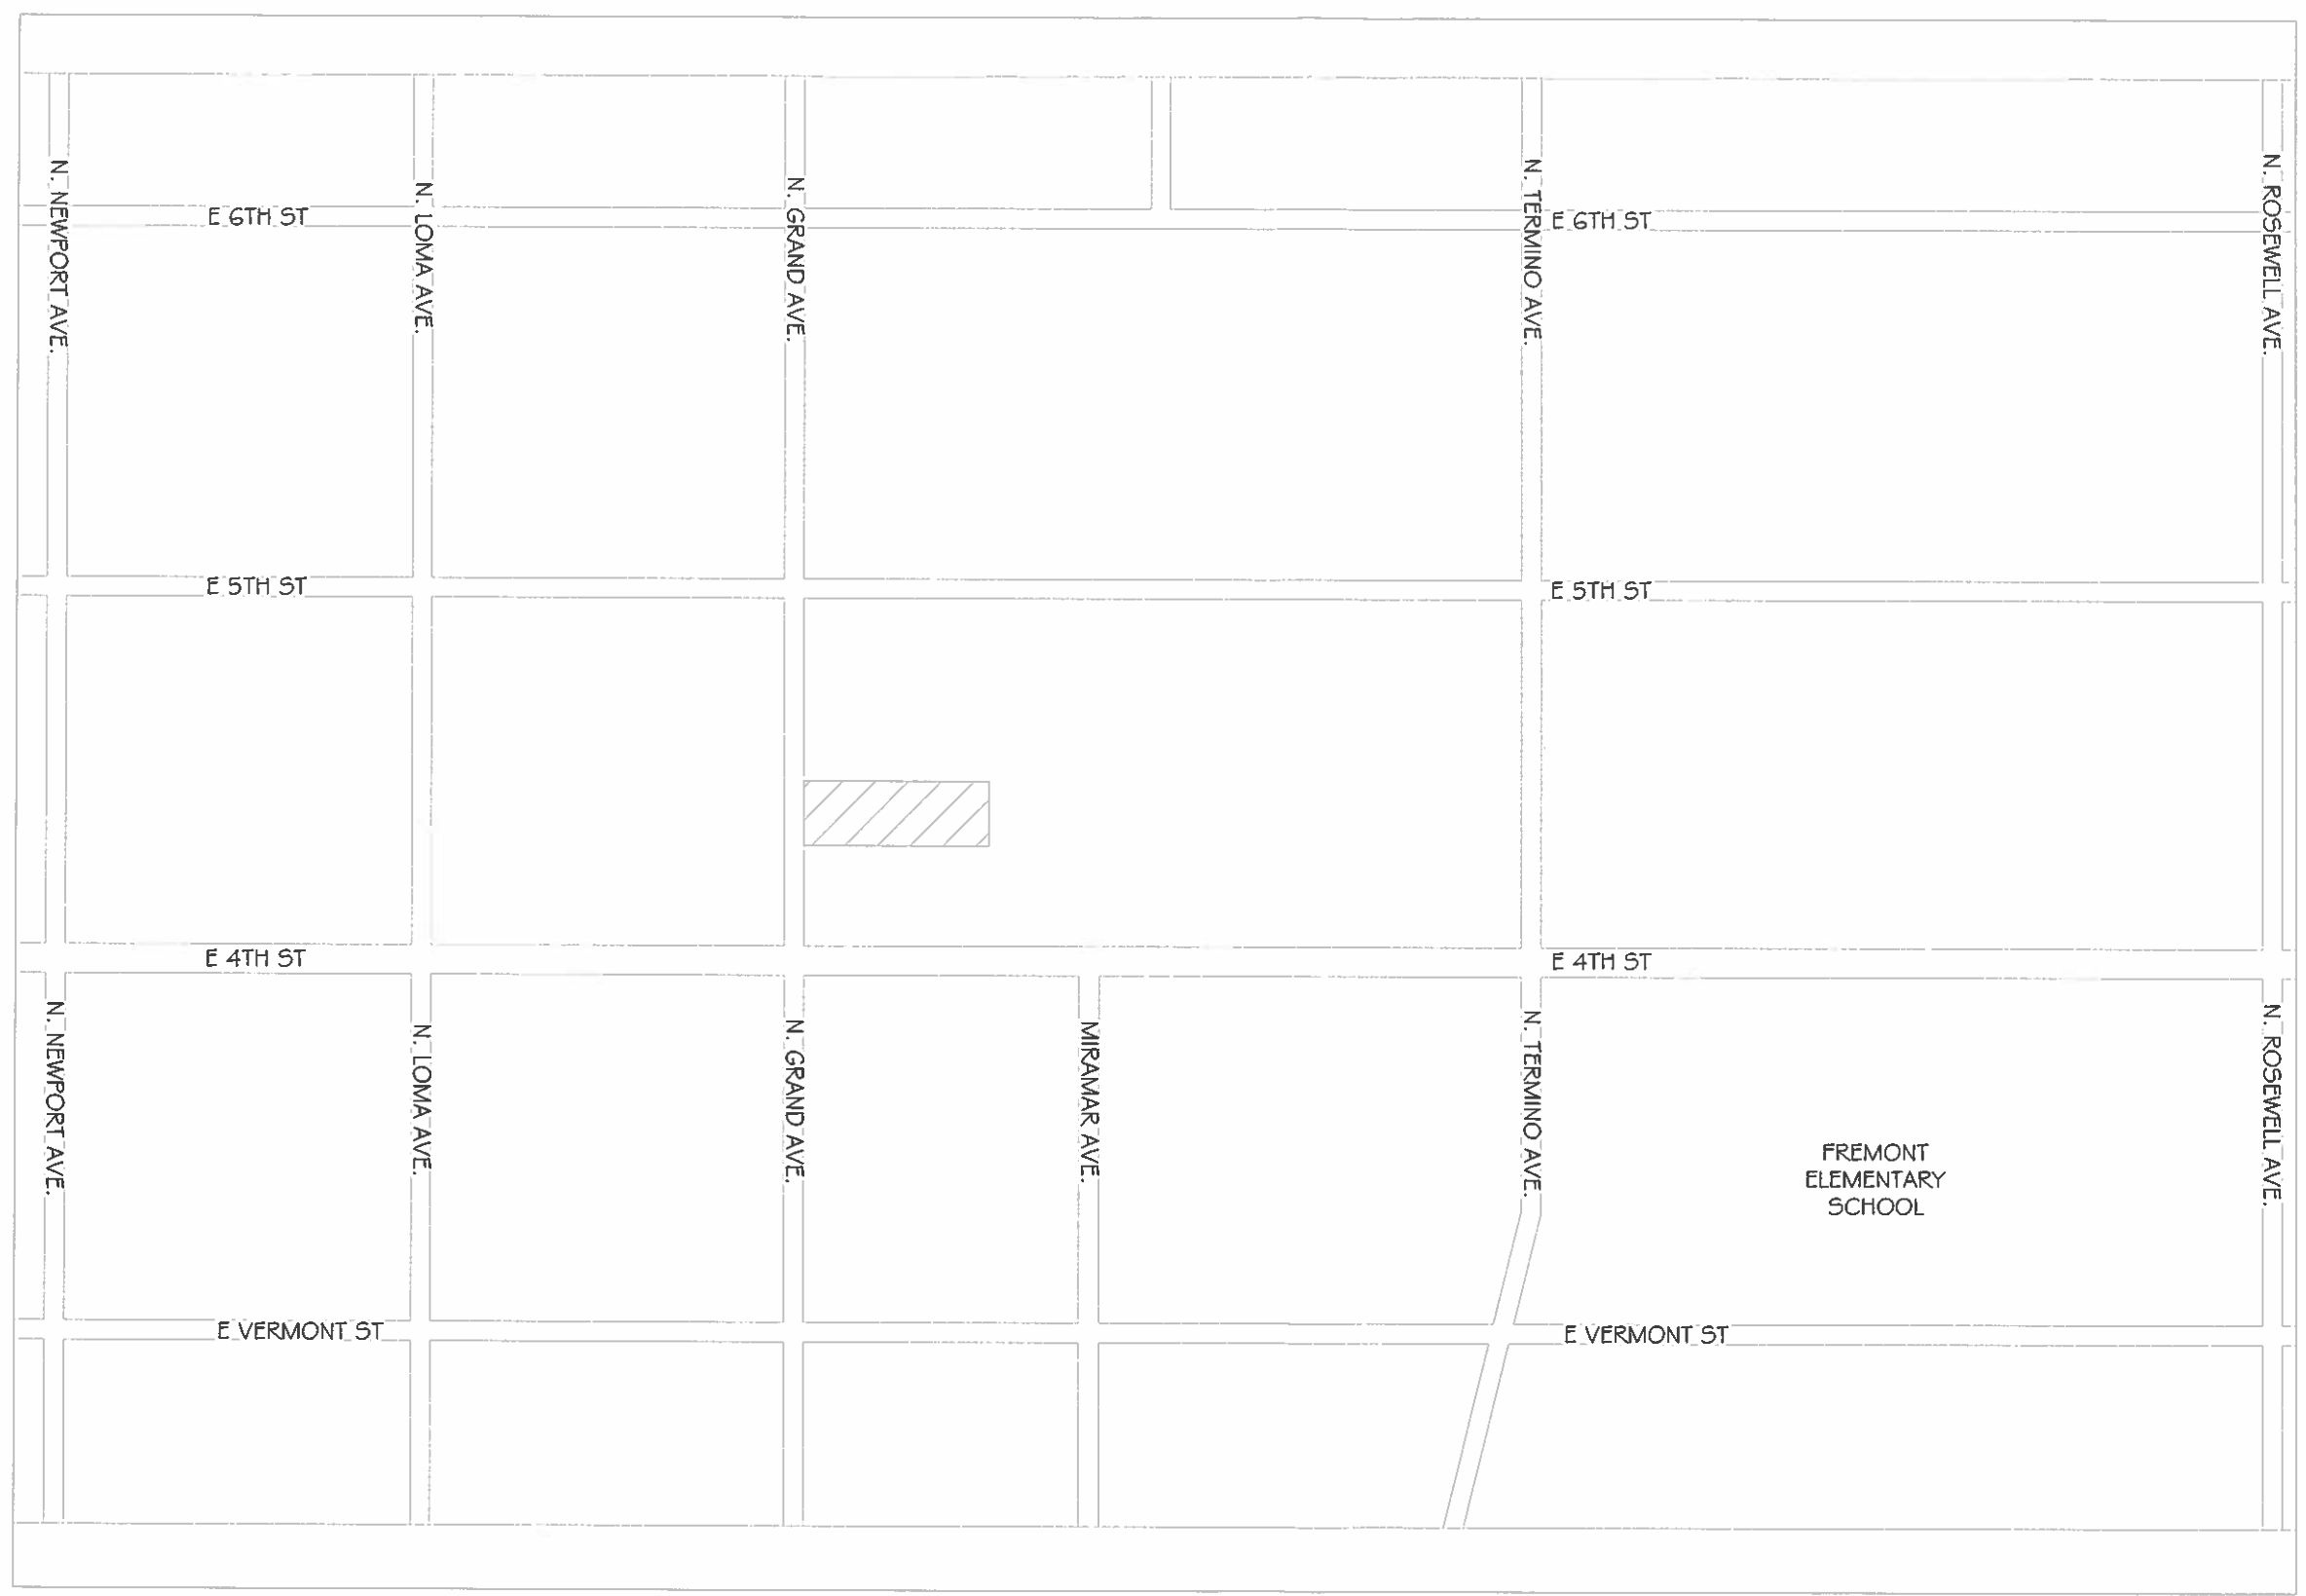 N. NEWPORT AVE.
N. LOMA AVE.
N. GRAND AVE.
N. TERMINO AVE.
N. ROSEWELL AVE.
E 6TH ST
E 6TH ST
E 5TH ST
E 5TH ST
E 4TH ST
E 4TH ST
N. NEWPORT AVE.
N. LOMA AVE.
N. GRAND AVE.
MIRAMAR AVE.
N. TERMINO AVE.
N. ROSEWELL AVE.
FREMONT
ELEMENTARY
SCHOOL
E VERMONT ST
E VERMONT ST